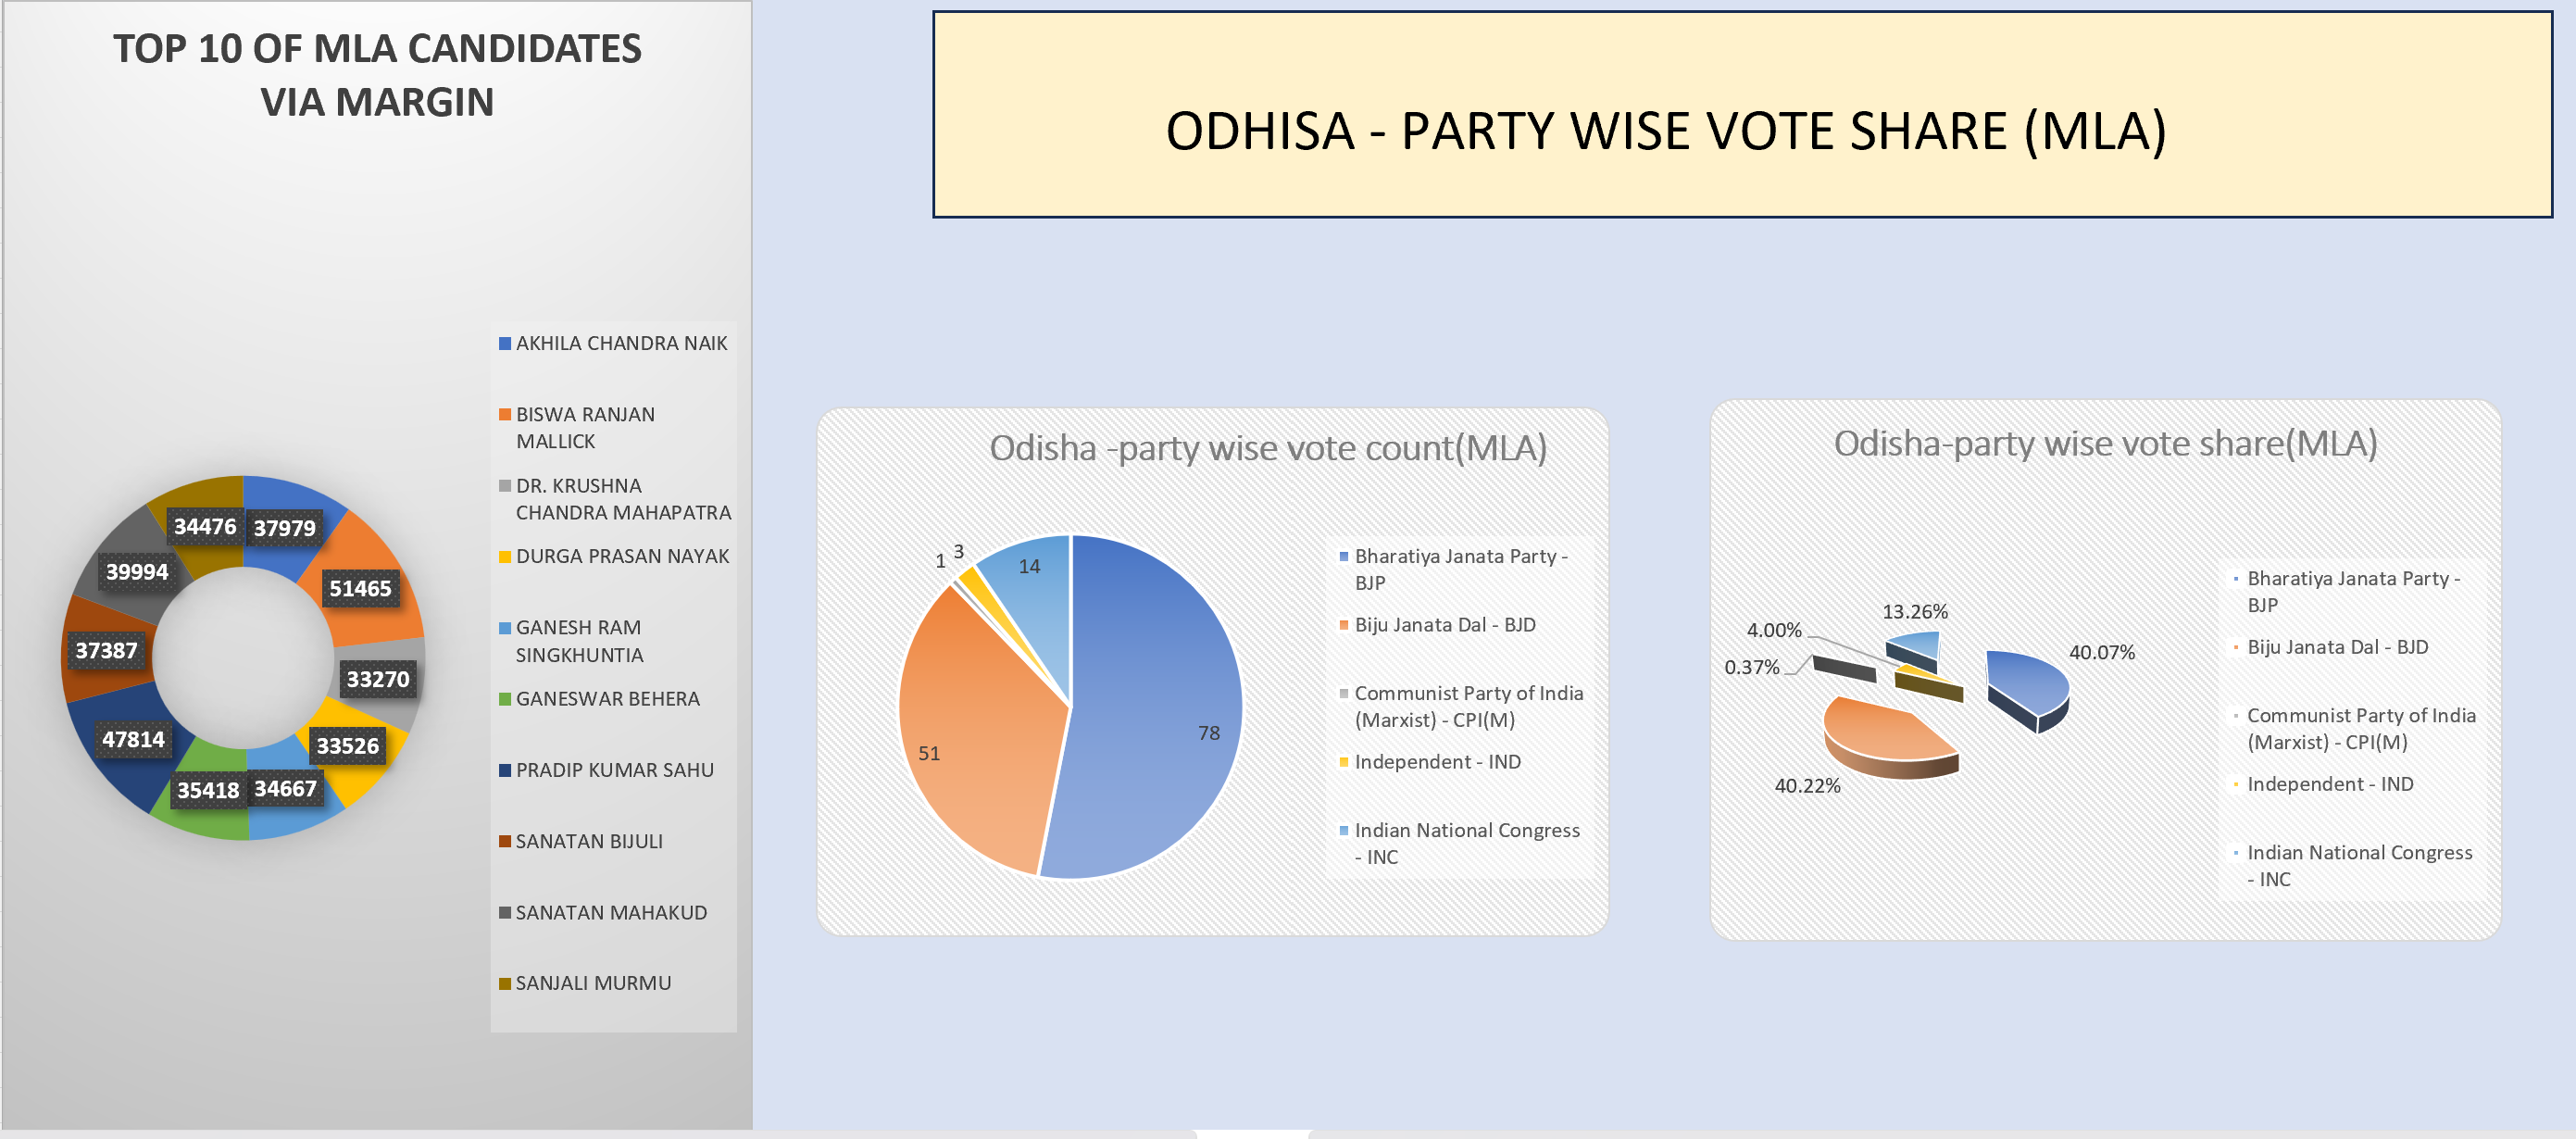 TOP 10 OF MLA CANDIDATES
VIA MARGIN
34476
37979
39994
51465
37387
33270
47814
33526
35418
34667
AKHILA CHANDRA NAIK
BISWA RANJAN
MALLICK
DR. KRUSHNA
CHANDRA MAHAPATRA
DURGA PRASAN NAYAK
GANESH RAM
SINGKHUNTIA
GANESWAR BEHERA
PRADIP KUMAR SAHU
SANATAN BIJULI
SANATAN MAHAKUD
SANJALI MURMU
ODHISA - PARTY WISE VOTE SHARE (MLA)
Odisha -party wise vote count(MLA)
1
3
14
78
51
Bharatiya Janata Party -
BJP
Biju Janata Dal - BJD
Communist Party of India
(Marxist) - CPI(M)
Independent - IND
Indian National Congress
- INC
Odisha-party wise vote share(MLA)
13.26%
4.00%
40.07%
0.37%
40.22%
Bharatiya Janata Party -
BJP
Biju Janata Dal - BJD
Communist Party of India
(Marxist) - CPI(M)
Independent - IND
Indian National Congress
- INC